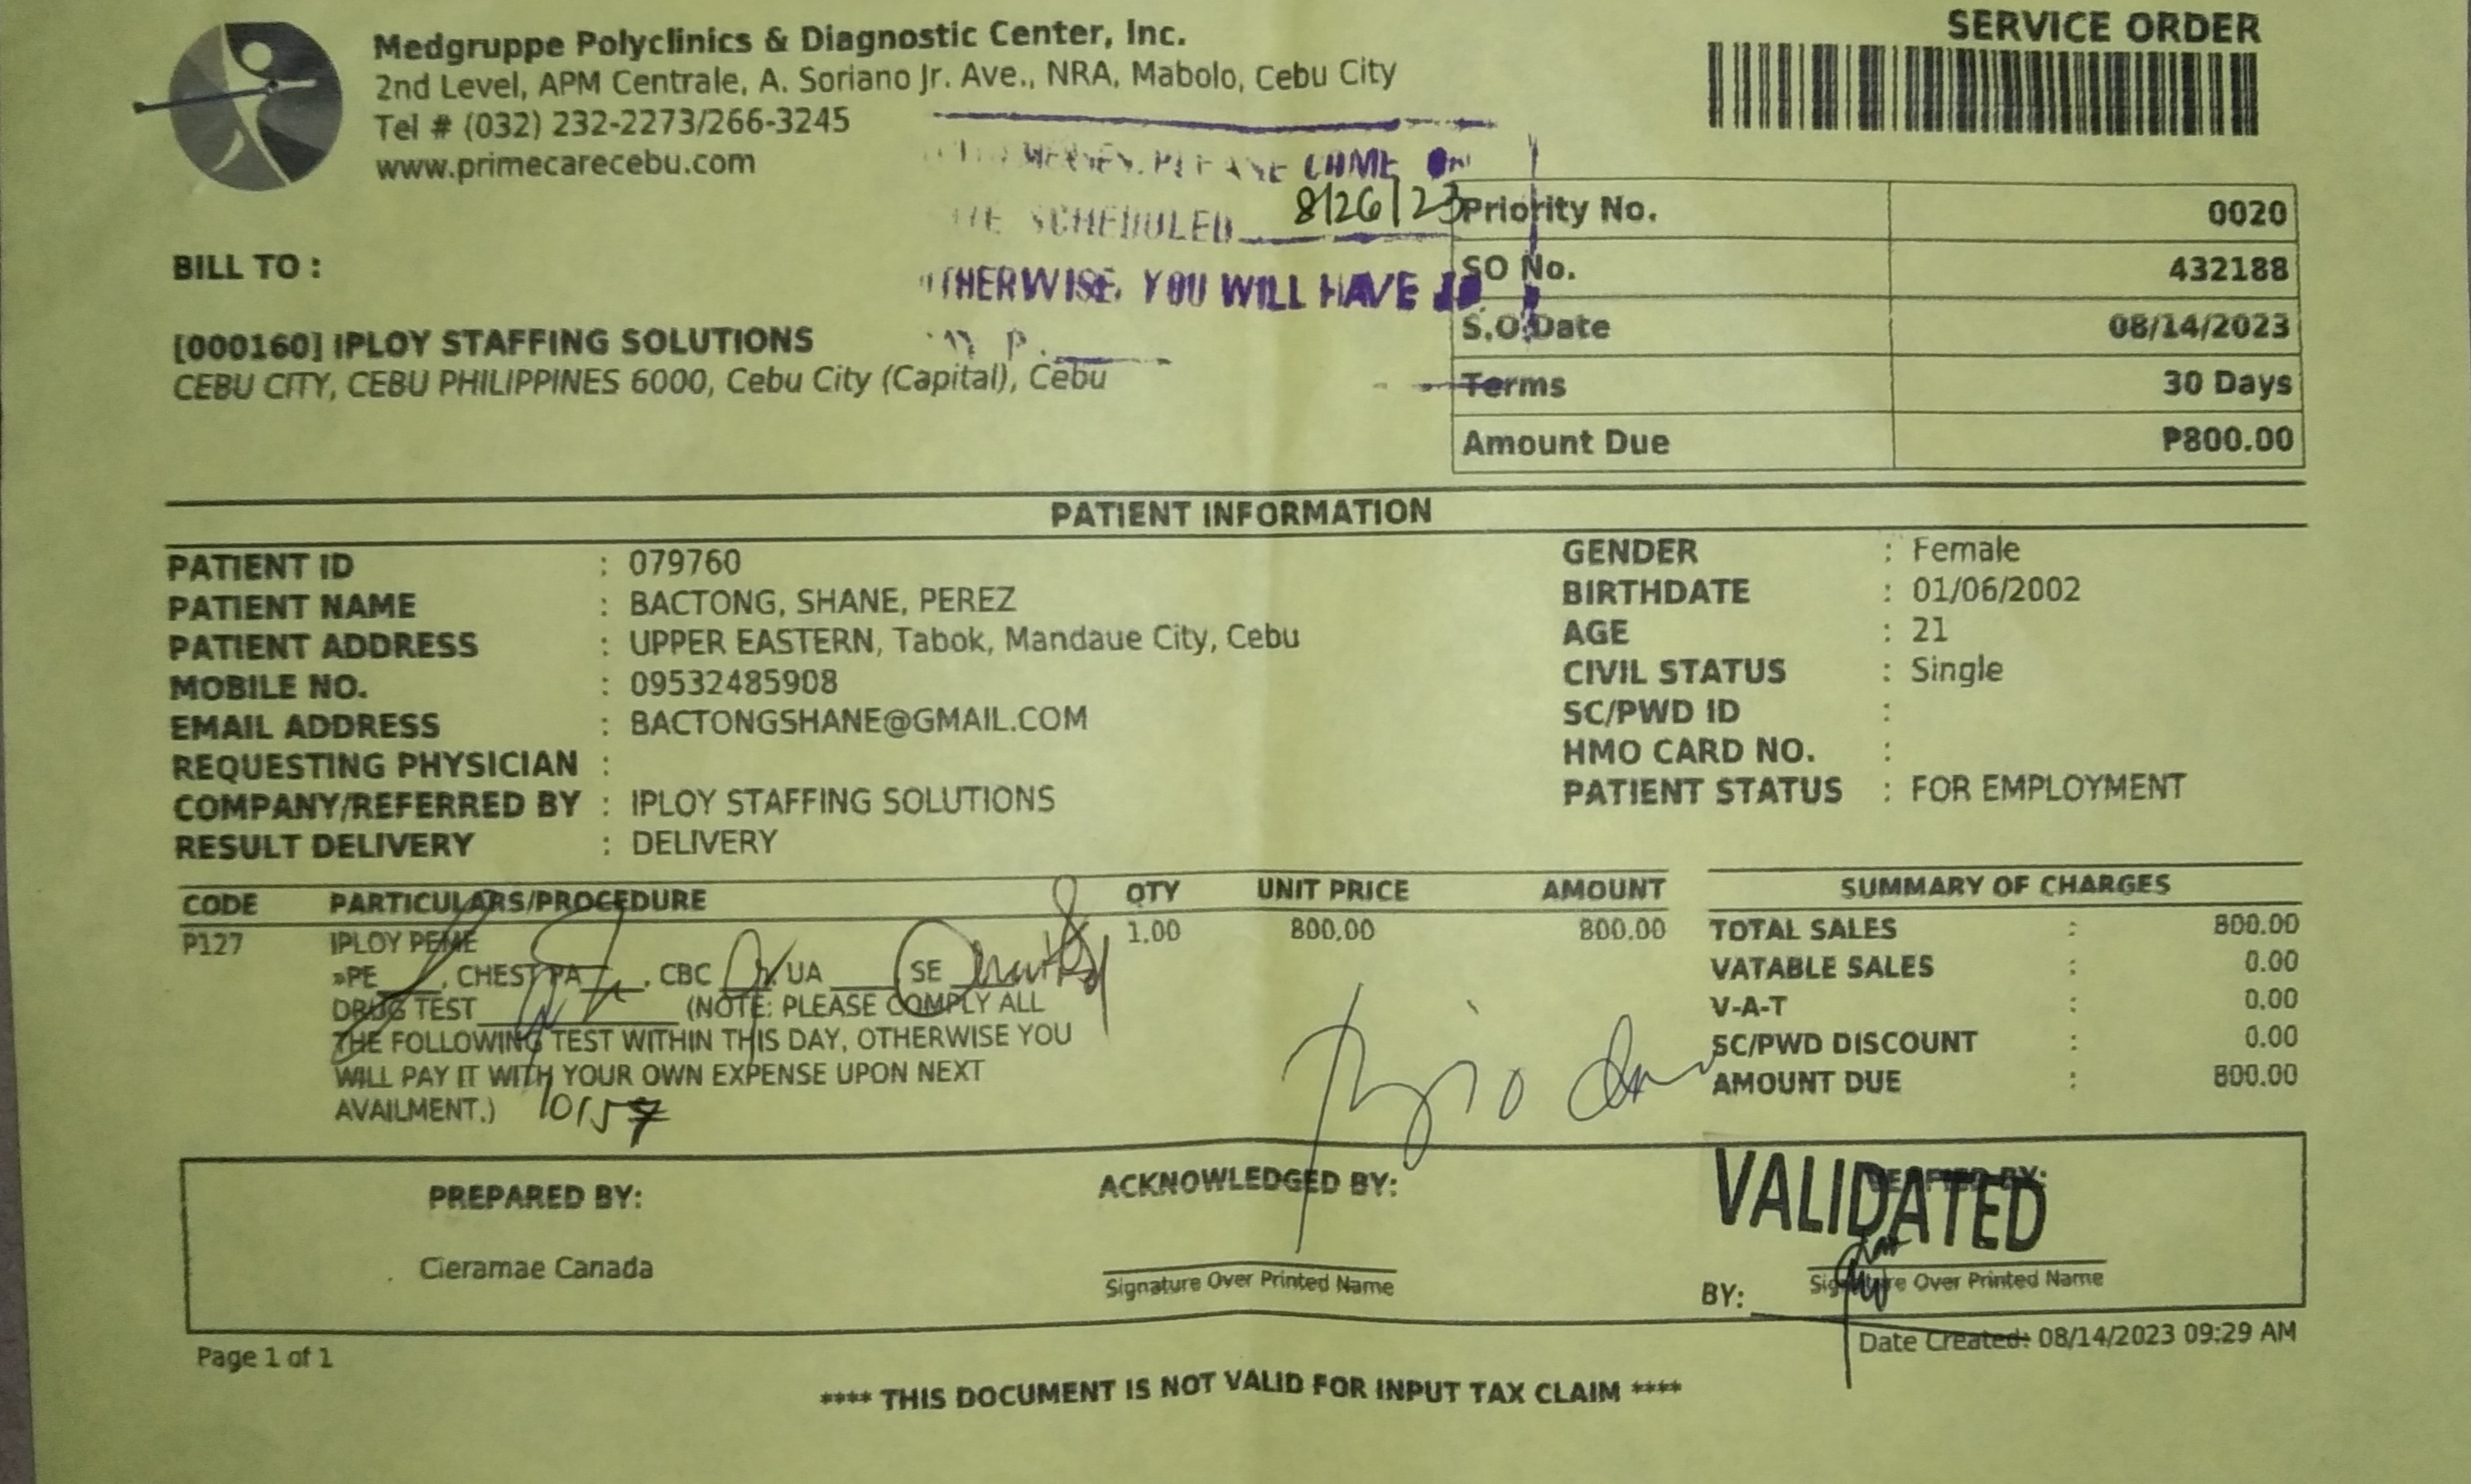 Medgruppe Polyclinics & Diagnostic Center, Inc.
2nd Level, APM Centrale, A. Soriano Jr. Ave., NRA, Mabolo, Cebu City
Tel # (032) 232-2273/266-3245
www.primecarecebu.com
SERVICE ORDER
PLEASE COME ON
SCHEDULED 8/26/23
OTHERWISE, YOU WILL HAVE TO
Priority No. 0020
SO No. 432188
S.O Date 08/14/2023
Terms 30 Days
Amount Due ₱800.00
BILL TO :
[000160] IPLOY STAFFING SOLUTIONS
CEBU CITY, CEBU PHILIPPINES 6000, Cebu City (Capital), Cebu
PATIENT INFORMATION
PATIENT ID : 079760
PATIENT NAME : BACTONG, SHANE, PEREZ
PATIENT ADDRESS : UPPER EASTERN, Tabok, Mandaue City, Cebu
MOBILE NO. : 09532485908
EMAIL ADDRESS : BACTONGSHANE@GMAIL.COM
REQUESTING PHYSICIAN :
COMPANY/REFERRED BY : IPLOY STAFFING SOLUTIONS
RESULT DELIVERY : DELIVERY
GENDER : Female
BIRTHDATE : 01/06/2002
AGE : 21
CIVIL STATUS : Single
SC/PWD ID :
HMO CARD NO. :
PATIENT STATUS : FOR EMPLOYMENT
CODE PARTICULARS/PROCEDURE QTY UNIT PRICE AMOUNT
P127 IPLOY PEME 1.00 800.00 800.00
»PE____, CHEST PA____, CBC ____ UA ____ SE ____
DRUG TEST____________ (NOTE: PLEASE COMPLY ALL
THE FOLLOWING TEST WITHIN THIS DAY, OTHERWISE YOU
WILL PAY IT WITH YOUR OWN EXPENSE UPON NEXT
AVAILMENT.)
SUMMARY OF CHARGES
TOTAL SALES : 800.00
VATABLE SALES : 0.00
V-A-T : 0.00
SC/PWD DISCOUNT : 0.00
AMOUNT DUE : 800.00
PREPARED BY:
Cieramae Canada
ACKNOWLEDGED BY:
Signature Over Printed Name
VERIFIED BY:
VALIDATED
Signature Over Printed Name
BY:
Page 1 of 1
Date Created: 08/14/2023 09:29 AM
**** THIS DOCUMENT IS NOT VALID FOR INPUT TAX CLAIM ****